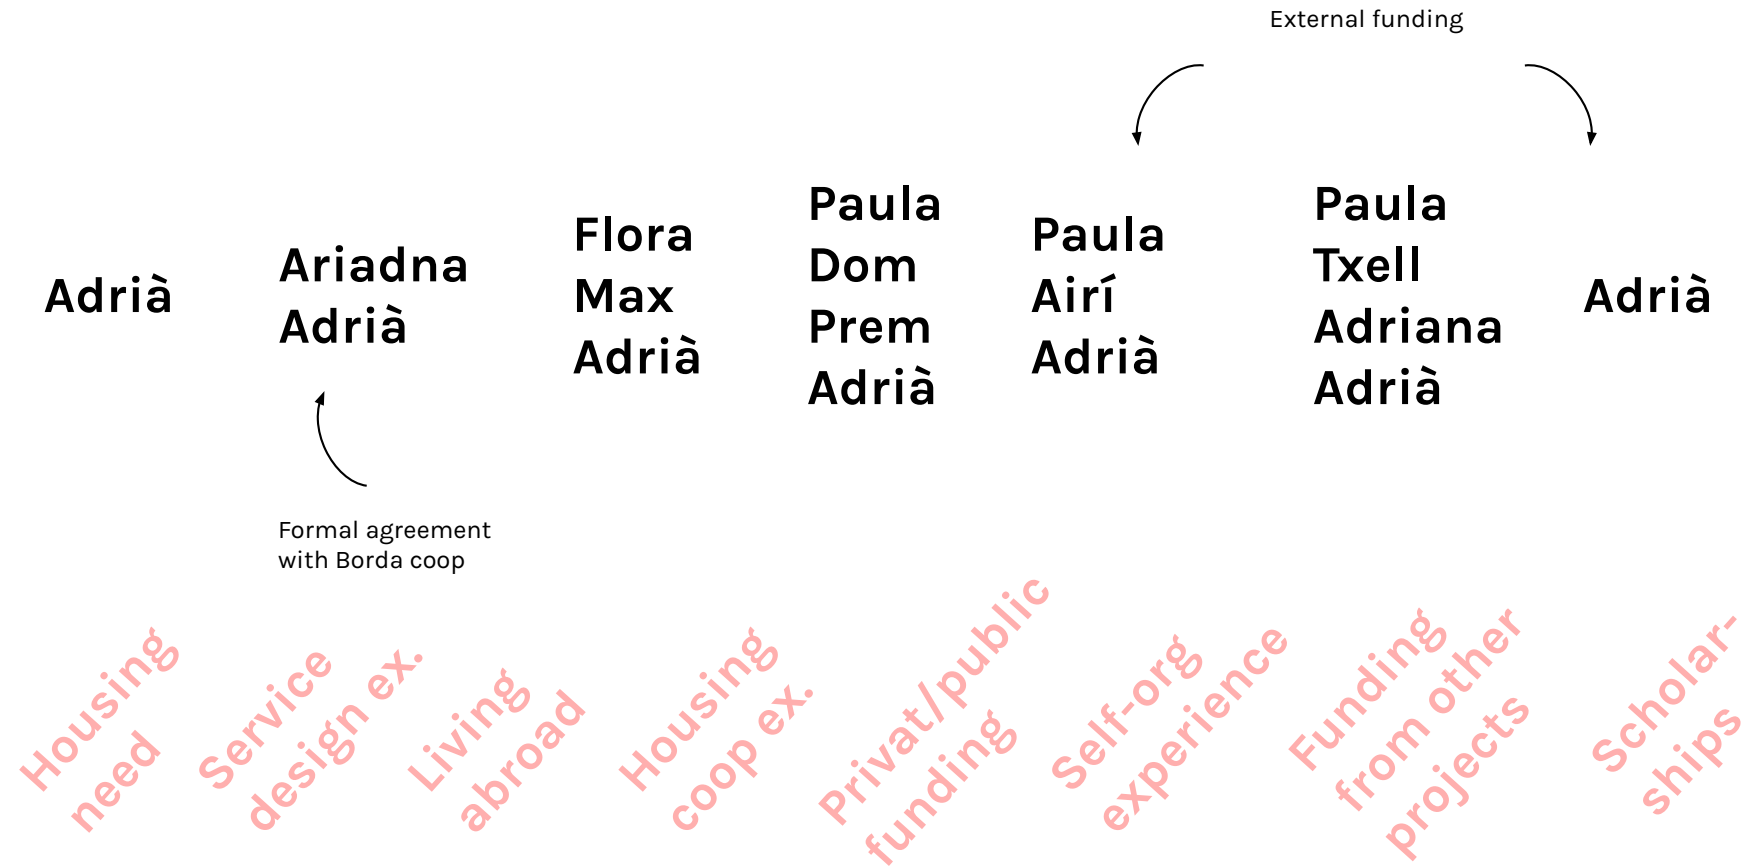 External funding
Adrià
Ariadna
Adrià
Flora
Max
Adrià
Paula
Dom
Prem
Adrià
Paula
Airí
Adrià
Paula
Txell
Adriana
Adrià
Adrià
Formal agreement
with Borda coop
Housing
need
Service
design ex.
Living
abroad
Housing
coop ex.
Privat/public
funding
Self-org
experience
Funding
from other
projects
Scholar-
ships